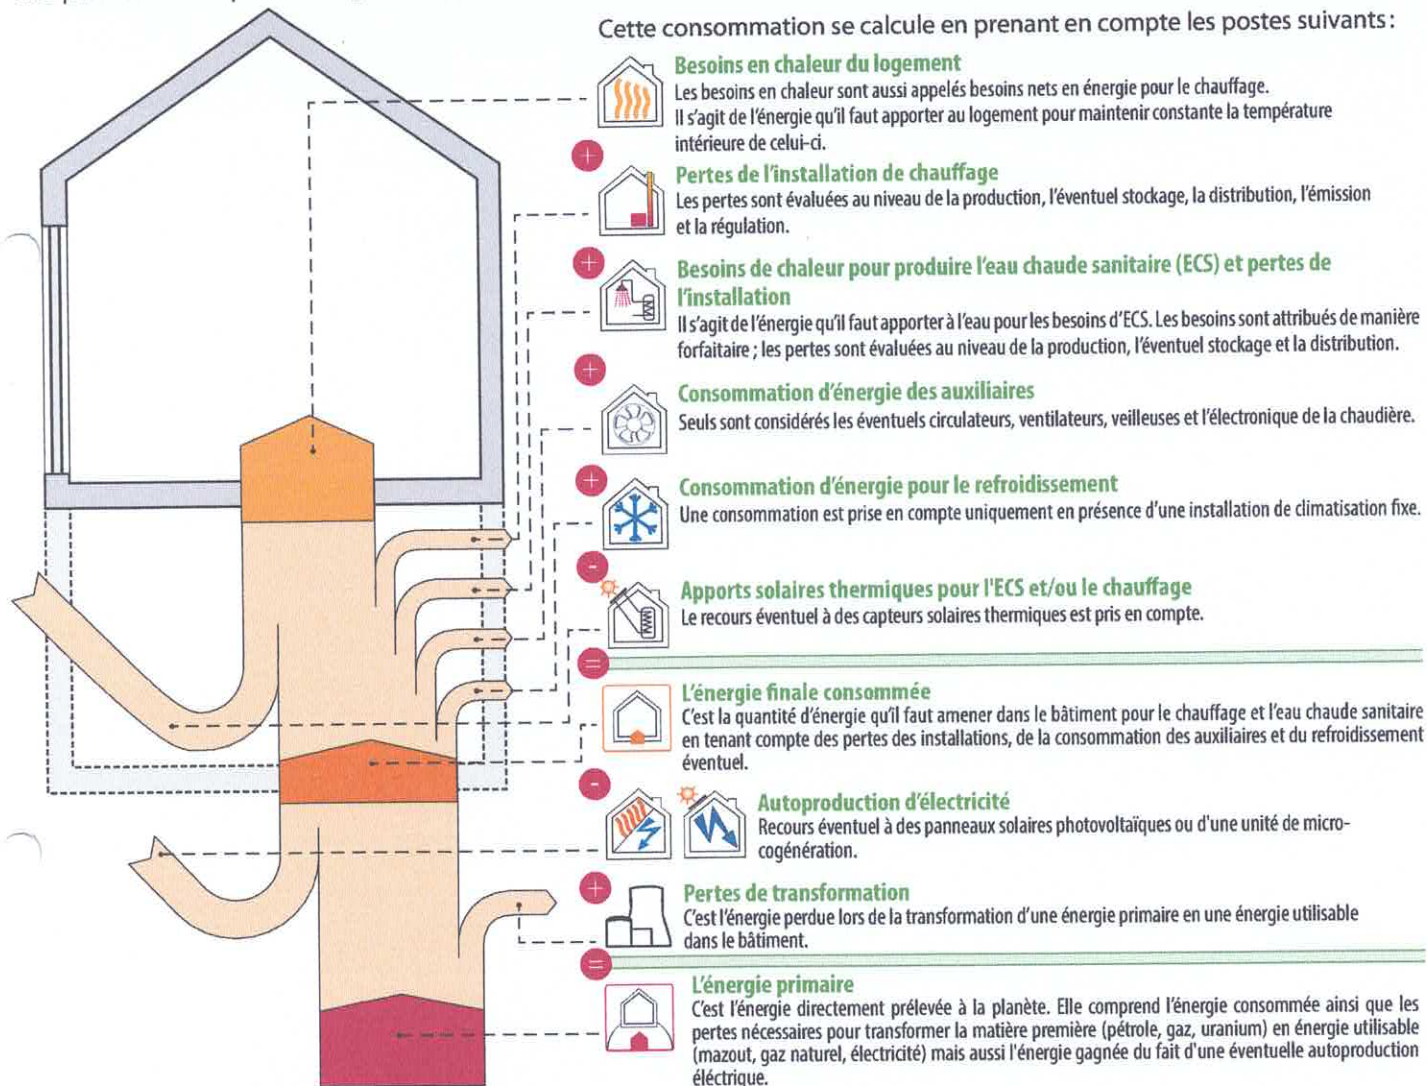 Cette consommation se calcule en prenant en compte les postes suivants :
Besoins en chaleur du logement
Les besoins en chaleur sont aussi appelés besoins nets en énergie pour le chauffage.
Il s'agit de l'énergie qu'il faut apporter au logement pour maintenir constante la température
intérieure de celui-ci.
+
Pertes de l'installation de chauffage
Les pertes sont évaluées au niveau de la production, l'éventuel stockage, la distribution, l'émission
et la régulation.
+
Besoins de chaleur pour produire l'eau chaude sanitaire (ECS) et pertes de
l'installation
Il s'agit de l'énergie qu'il faut apporter à l'eau pour les besoins d'ECS. Les besoins sont attribués de manière
forfaitaire ; les pertes sont évaluées au niveau de la production, l'éventuel stockage et la distribution.
+
Consommation d'énergie des auxiliaires
Seuls sont considérés les éventuels circulateurs, ventilateurs, veilleuses et l'électronique de la chaudière.
+
Consommation d'énergie pour le refroidissement
Une consommation est prise en compte uniquement en présence d'une installation de climatisation fixe.
-
Apports solaires thermiques pour l'ECS et/ou le chauffage
Le recours éventuel à des capteurs solaires thermiques est pris en compte.
=
L'énergie finale consommée
C'est la quantité d'énergie qu'il faut amener dans le bâtiment pour le chauffage et l'eau chaude sanitaire
en tenant compte des pertes des installations, de la consommation des auxiliaires et du refroidissement
éventuel.
-
Autoproduction d'électricité
Recours éventuel à des panneaux solaires photovoltaïques ou d'une unité de micro-
cogénération.
+
Pertes de transformation
C'est l'énergie perdue lors de la transformation d'une énergie primaire en une énergie utilisable
dans le bâtiment.
=
L'énergie primaire
C'est l'énergie directement prélevée à la planète. Elle comprend l'énergie consommée ainsi que les
pertes nécessaires pour transformer la matière première (pétrole, gaz, uranium) en énergie utilisable
(mazout, gaz naturel, électricité) mais aussi l'énergie gagnée du fait d'une éventuelle autoproduction
éléctrique.